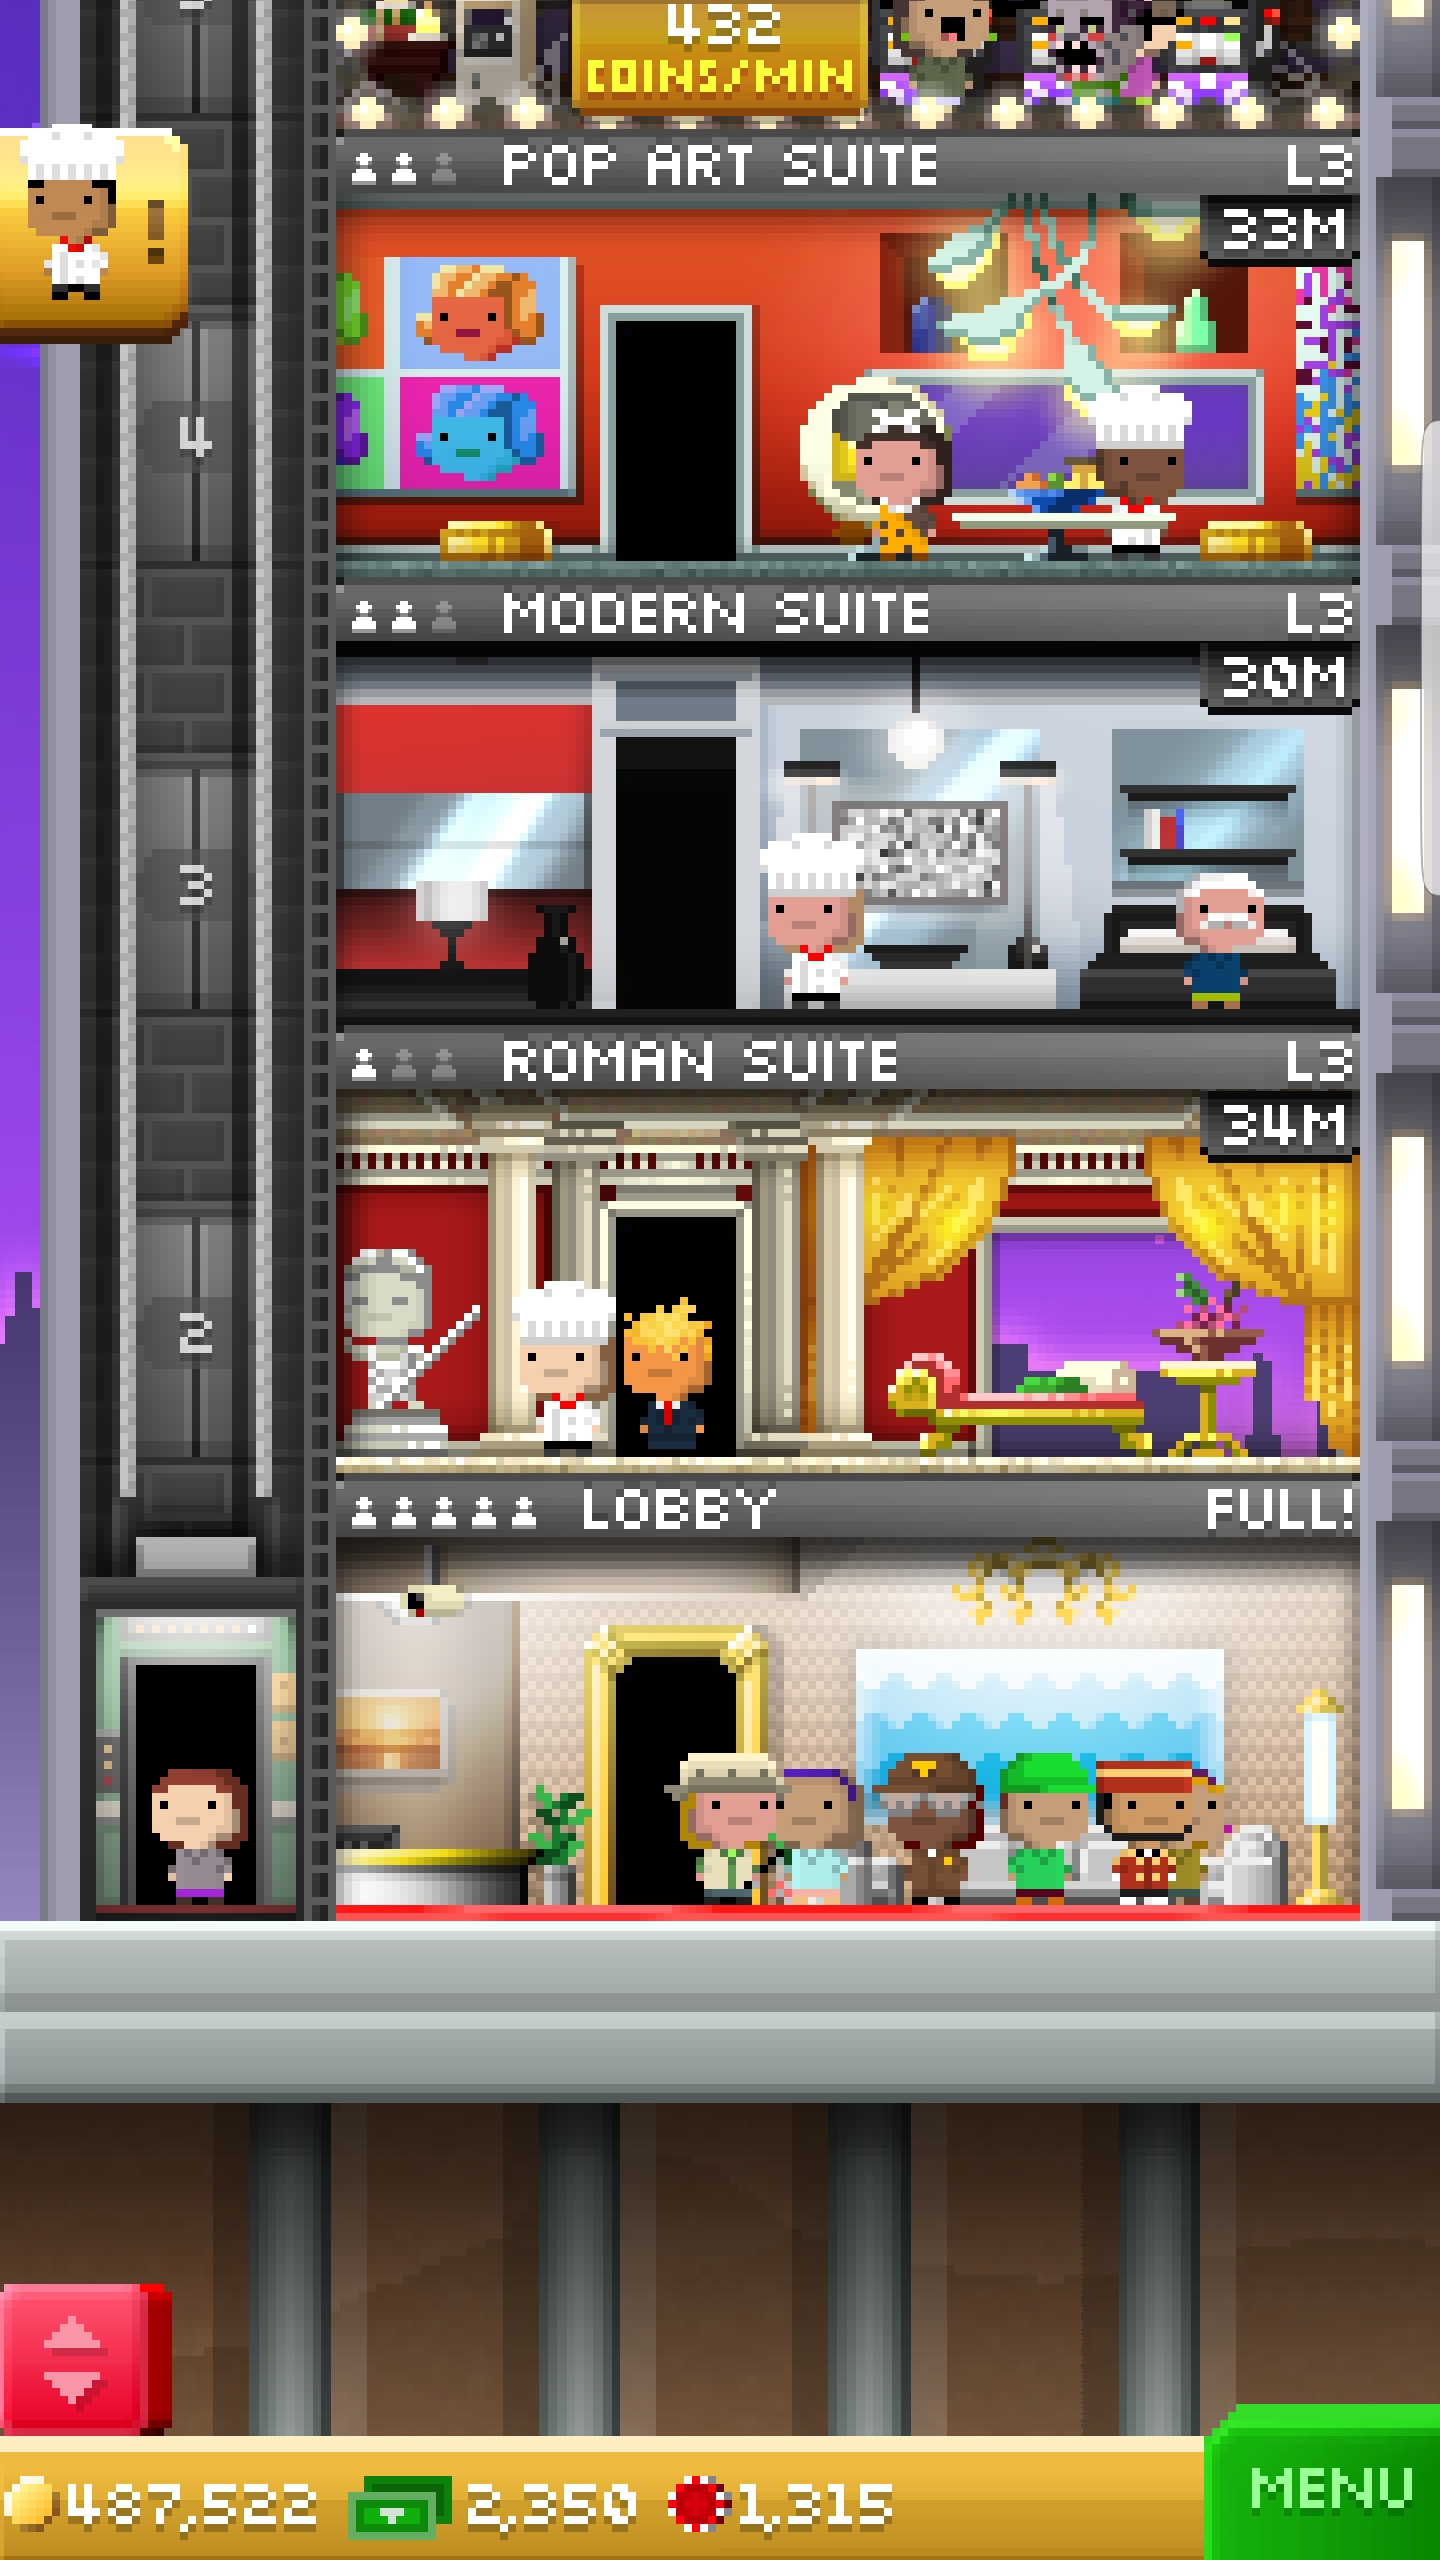 432
COINS/MIN
POP ART SUITE L3
33M
!
4
MODERN SUITE L3
30M
3
ROMAN SUITE L3
34M
2
LOBBY FULL!
487,522 2,350 1,315
MENU